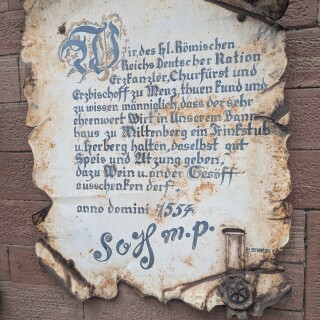 Wir, des hl. Römischen
Reichs Deutscher Nation
Erzkanzler, Churfürst und
Erzbischoff zu Menz, thuen kund und
zu wissen männiglich, dass der sehr
ehrenwert Wirt in Unserem Bann-
haus zu Miltenberg ein Trinkstub
u. Herberg halten, daselbst gut
Speis und Atzung geben,
dazu Wein u. ander Gesöff
ausschenken derf.
anno domini 1554
m.p.